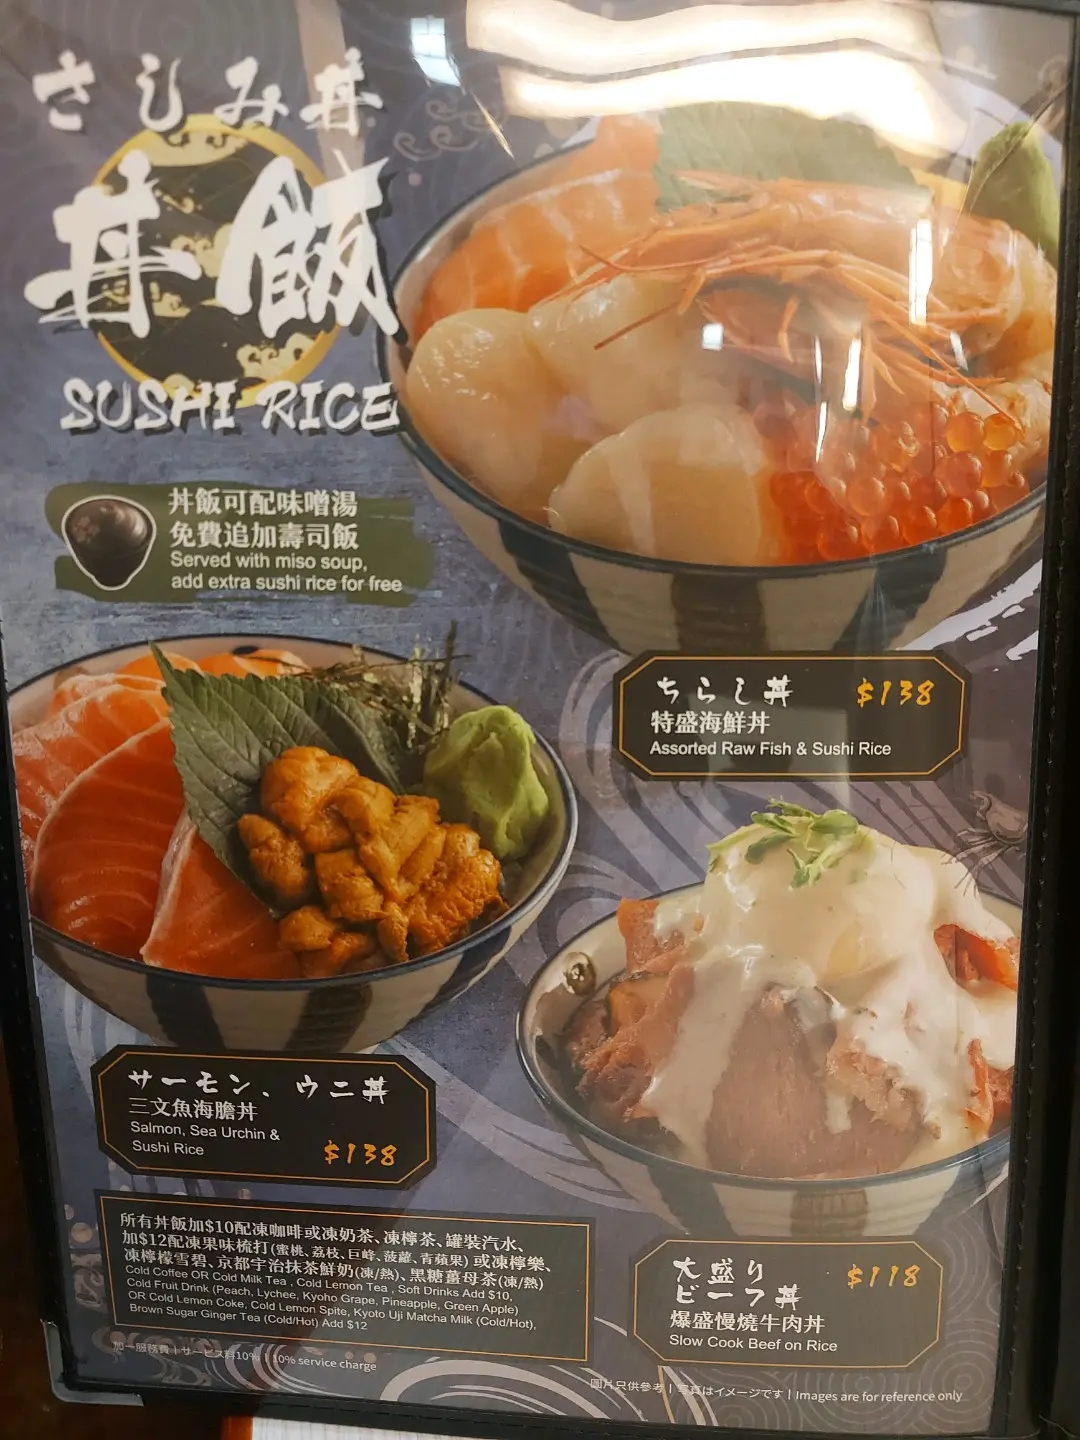 さしみ丼
丼飯
SUSHI RICE
丼飯可配味噌湯
免費追加壽司飯
Served with miso soup,
add extra sushi rice for free
ちらし丼 $138
特盛海鮮丼
Assorted Raw Fish & Sushi Rice
サーモン、ウニ丼
三文魚海膽丼
Salmon, Sea Urchin &
Sushi Rice $138
所有丼飯加$10配凍咖啡或凍奶茶、凍檸茶、罐裝汽水、
加$12配凍果味梳打(蜜桃、荔枝、巨峰、菠蘿、青蘋果) 或凍檸樂、
凍檸檬雪碧、京都宇治抹茶鮮奶(凍/熱)、黑糖薑母茶(凍/熱)
Cold Coffee OR Cold Milk Tea , Cold Lemon Tea , Soft Drinks Add $10,
Cold Fruit Drink (Peach, Lychee, Kyoho Grape, Pineapple, Green Apple)
OR Cold Lemon Coke, Cold Lemon Spite, Kyoto Uji Matcha Milk (Cold/Hot),
Brown Sugar Ginger Tea (Cold/Hot) Add $12
加一服務費 | サービス料10% | 10% service charge
大盛り $118
ビーフ丼
爆盛慢燒牛肉丼
Slow Cook Beef on Rice
圖片只供參考 | 写真はイメージです | Images are for reference only